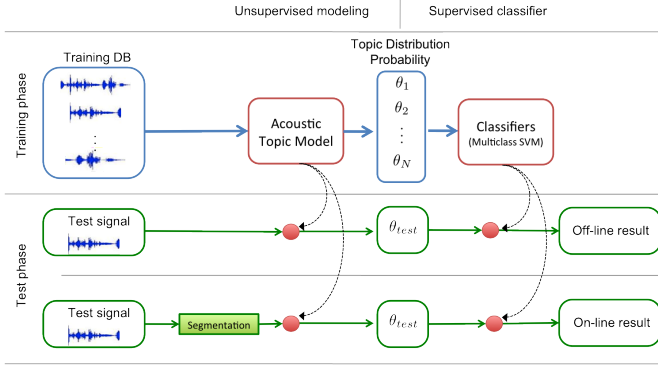 Unsupervised modeling
Supervised classifier
Training phase
Training DB
⋮
Acoustic
Topic Model
Topic Distribution
Probability
θ1
θ2
⋮
θN
Classifiers
(Multiclass SVM)
Test phase
Test signal
θtest
Off-line result
Test signal
Segmentation
θtest
On-line result